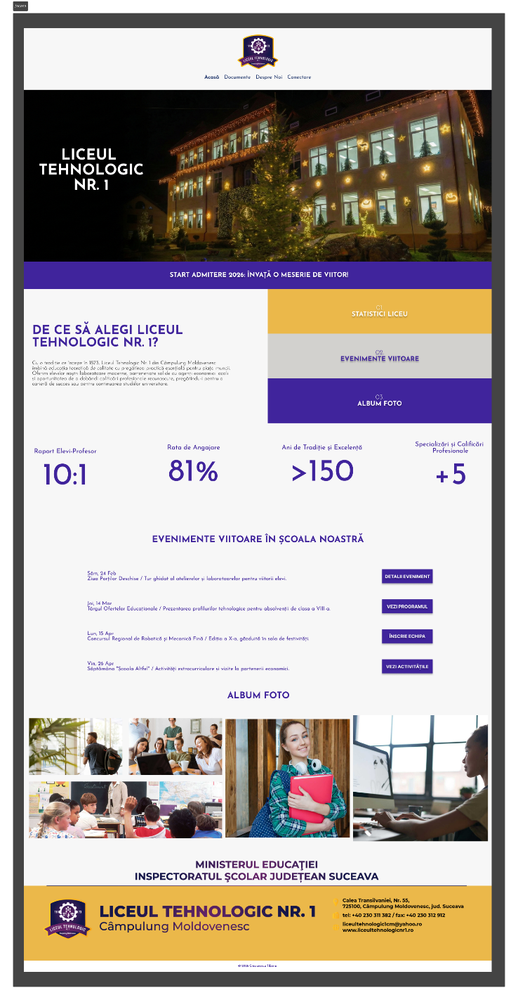 /acasa
LICEUL TEHNOLOGIC
Acasă Documente Despre Noi Conectare
LICEUL
TEHNOLOGIC
NR. 1
START ADMITERE 2026: ÎNVAȚĂ O MESERIE DE VIITOR!
DE CE SĂ ALEGI LICEUL
TEHNOLOGIC NR. 1?
Cu o tradiție ce începe în 1873, Liceul Tehnologic Nr. 1 din Câmpulung Moldovenesc
îmbină educația teoretică de calitate cu pregătirea practică esențială pentru piața muncii.
Oferim elevilor noștri laboratoare moderne, parteneriate solide cu agenți economici locali
și oportunitatea de a dobândi calificări profesionale recunoscute, pregătindu-i pentru o
carieră de succes sau pentru continuarea studiilor universitare.
01.
STATISTICI LICEU
02.
EVENIMENTE VIITOARE
03.
ALBUM FOTO
Raport Elevi-Profesor
10:1
Rata de Angajare
81%
Ani de Tradiție și Excelență
>150
Specializări și Calificări
Profesionale
+5
EVENIMENTE VIITOARE ÎN ȘCOALA NOASTRĂ
Sâm, 24 Feb
Ziua Porților Deschise / Tur ghidat al atelierelor și laboratoarelor pentru viitorii elevi.
DETALII EVENIMENT
Joi, 14 Mar
Târgul Ofertelor Educaționale / Prezentarea profilurilor tehnologice pentru absolvenții de clasa a VIII-a.
VEZI PROGRAMUL
Lun, 15 Apr
Concursul Regional de Robotică și Mecanică Fină / Ediția a X-a, găzduită în sala de festivități.
ÎNSCRIE ECHIPA
Vin, 26 Apr
Săptămâna "Școala Altfel" / Activități extracurriculare și vizite la partenerii economici.
VEZI ACTIVITĂȚILE
ALBUM FOTO
MINISTERUL EDUCAŢIEI
INSPECTORATUL ŞCOLAR JUDEŢEAN SUCEAVA
LICEUL TEHNOLOGIC
LICEUL TEHNOLOGIC NR. 1
Câmpulung Moldovenesc
Calea Transilvaniei, Nr. 55,
725100, Câmpulung Moldovenesc, jud. Suceava
tel: +40 230 311 382 / fax: +40 230 312 912
liceultehnologic1cm@yahoo.ro
www.liceultehnologicnr1.ro